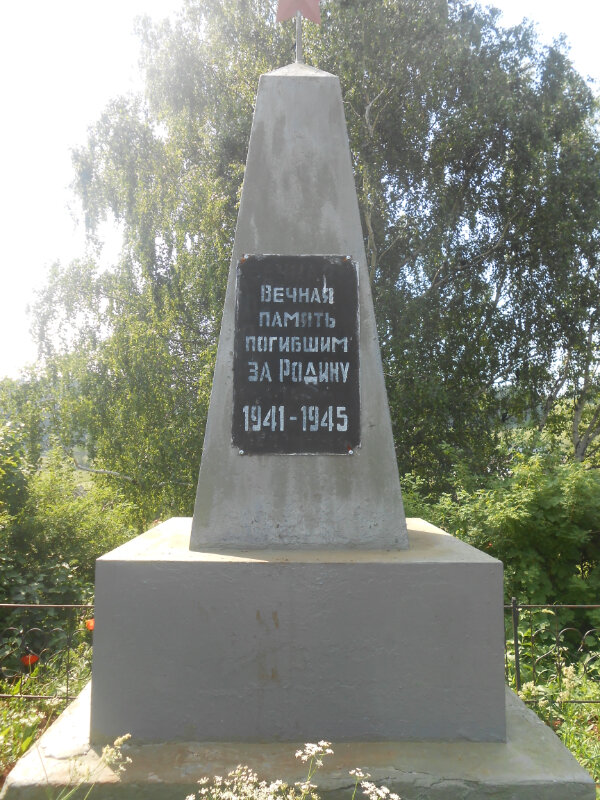 Вечная
память
погибшим
за Родину
1941-1945